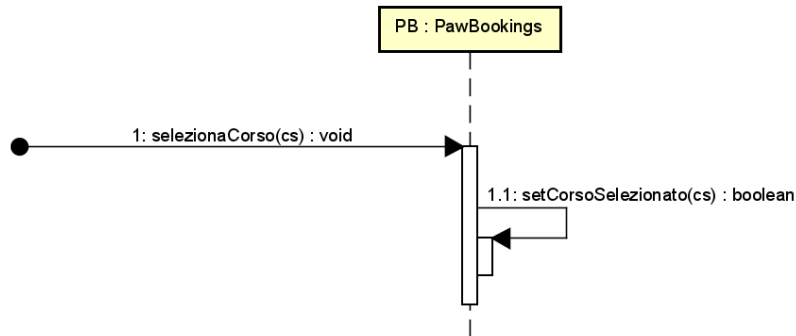 PB : PawBookings
1: selezionaCorso(cs) : void
1.1: setCorsoSelezionato(cs) : boolean